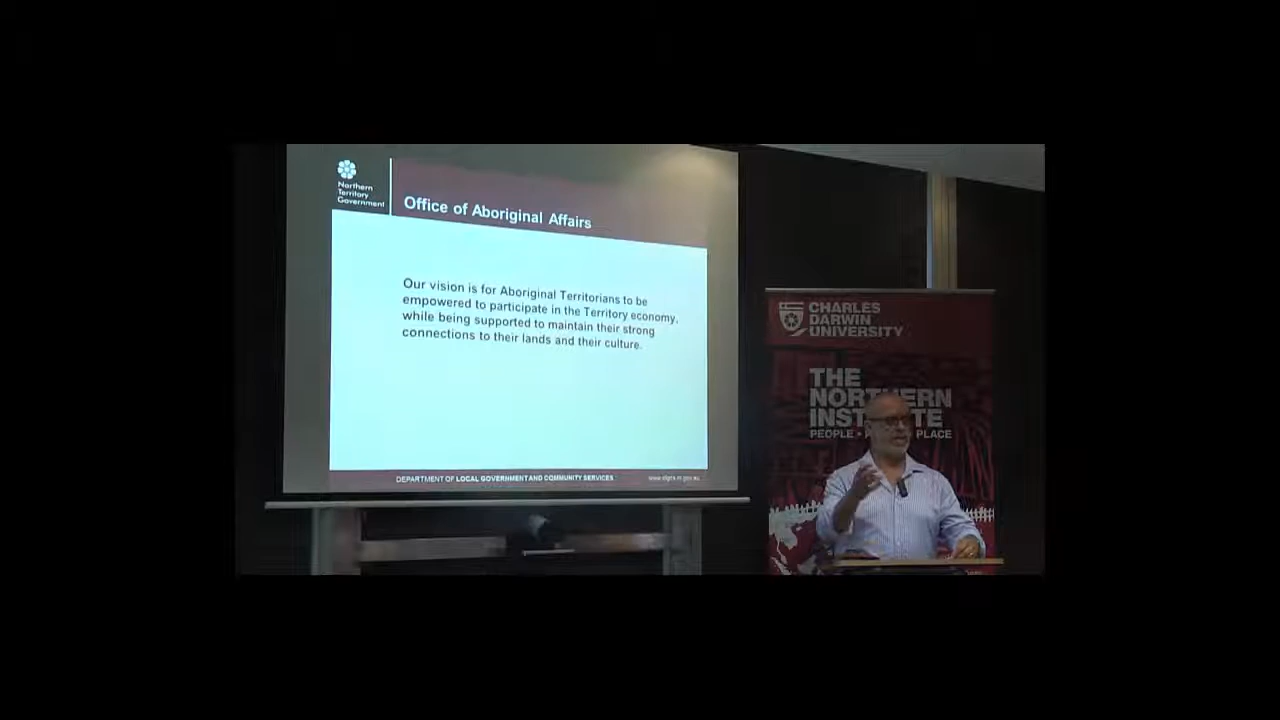 Northern
Territory
Government
Office of Aboriginal Affairs
Our vision is for Aboriginal Territorians to be
empowered to participate in the Territory economy,
while being supported to maintain their strong
connections to their lands and their culture.
DEPARTMENT OF LOCAL GOVERNMENT AND COMMUNITY SERVICES
CHARLES
DARWIN
UNIVERSITY
THE
NORTHERN
INST TE
PEOPLE • PLACE